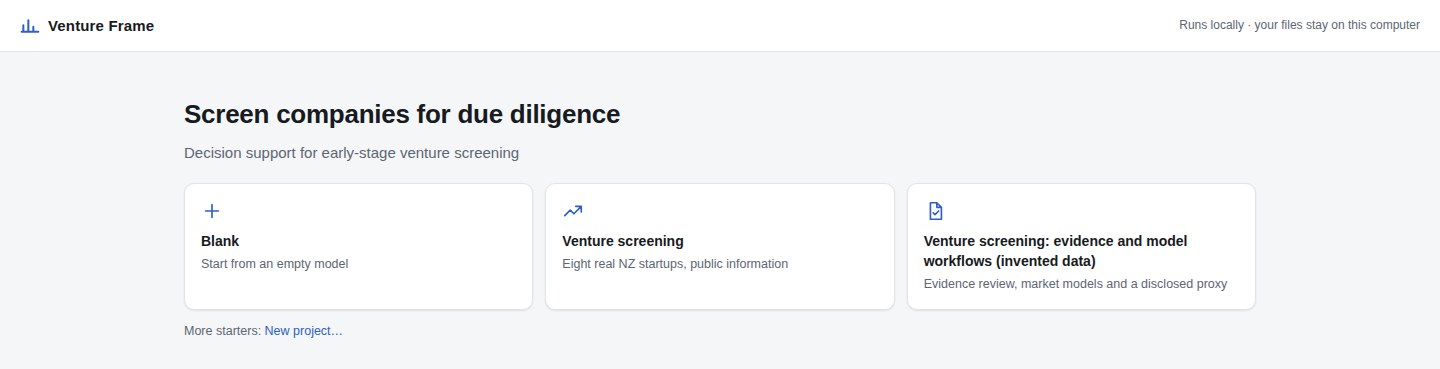 Venture Frame
Runs locally · your files stay on this computer
Screen companies for due diligence
Decision support for early-stage venture screening
Blank
Start from an empty model
Venture screening
Eight real NZ startups, public information
Venture screening: evidence and model
workflows (invented data)
Evidence review, market models and a disclosed proxy
More starters: New project…